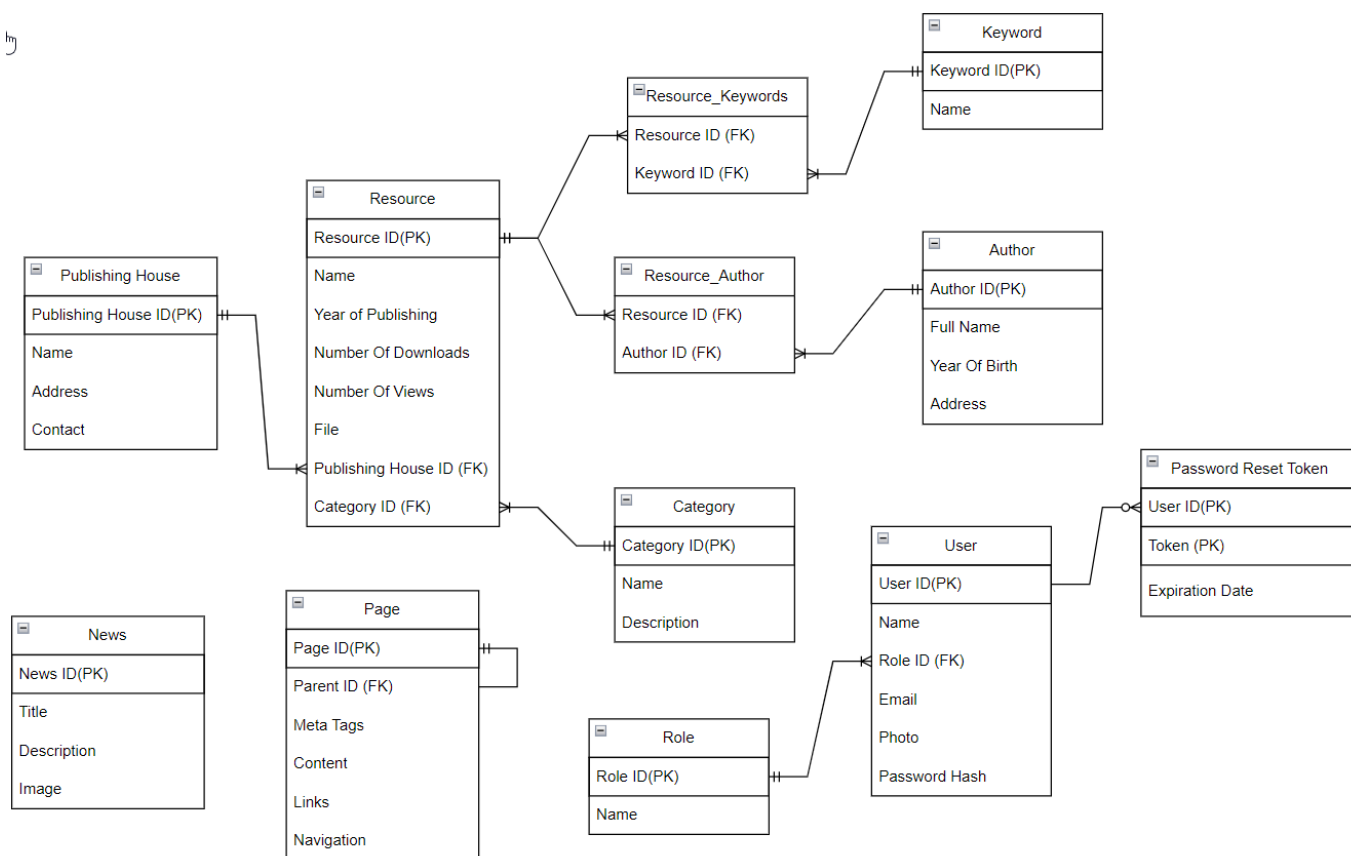 Keyword
Keyword ID(PK)
Name
Resource_Keywords
Resource ID (FK)
Keyword ID (FK)
Resource
Resource ID(PK)
Name
Year of Publishing
Number Of Downloads
Number Of Views
File
Publishing House ID (FK)
Category ID (FK)
Publishing House
Publishing House ID(PK)
Name
Address
Contact
Resource_Author
Resource ID (FK)
Author ID (FK)
Author
Author ID(PK)
Full Name
Year Of Birth
Address
Category
Category ID(PK)
Name
Description
Password Reset Token
User ID(PK)
Token (PK)
Expiration Date
User
User ID(PK)
Name
Role ID (FK)
Email
Photo
Password Hash
News
News ID(PK)
Title
Description
Image
Page
Page ID(PK)
Parent ID (FK)
Meta Tags
Content
Links
Navigation
Role
Role ID(PK)
Name